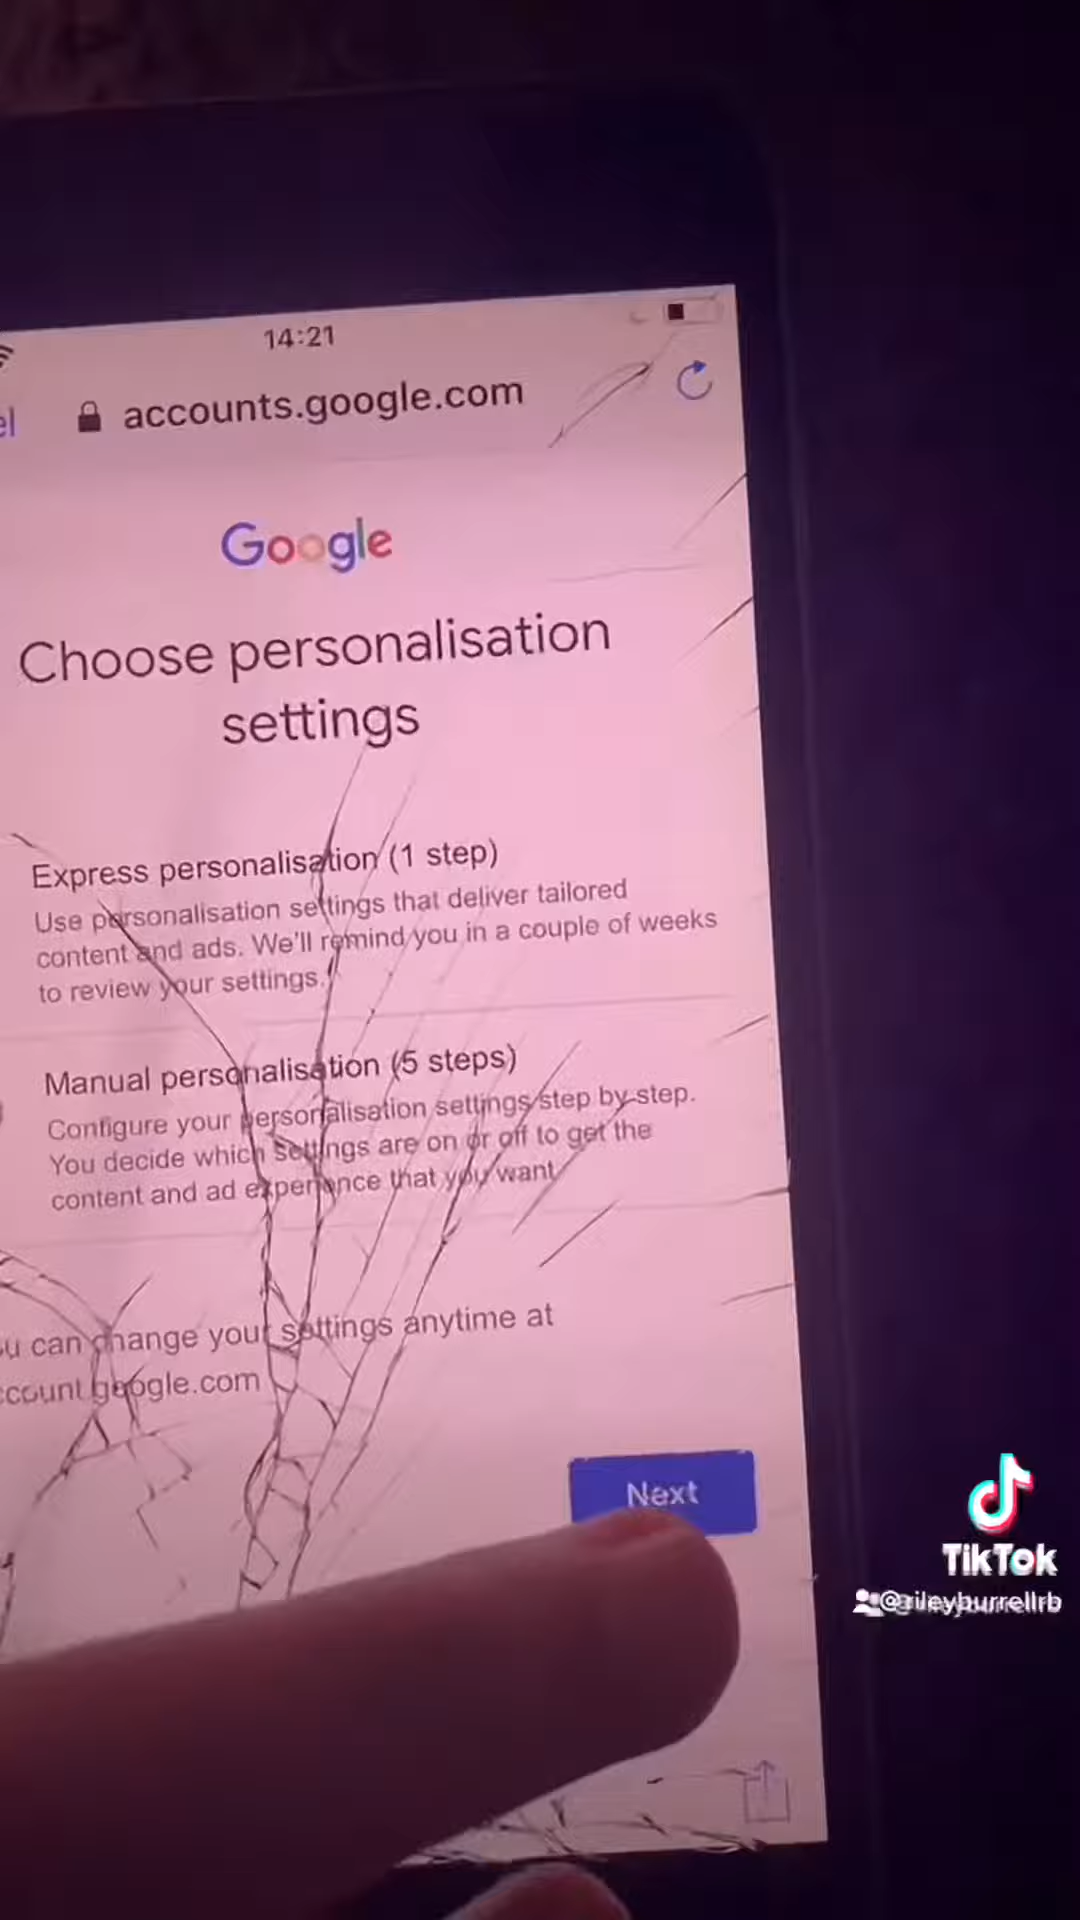 14:21
accounts.google.com
Google
Choose personalisation
settings
Express personalisation (1 step)
Use personalisation settings that deliver tailored
content and ads. We'll remind you in a couple of weeks
to review your settings.
Manual personalisation (5 steps)
Configure your personalisation settings step by step.
You decide which settings are on or off to get the
content and ad experience that you want
can change your settings anytime at
google.com
Next
TikTok
@rileyburrellrb